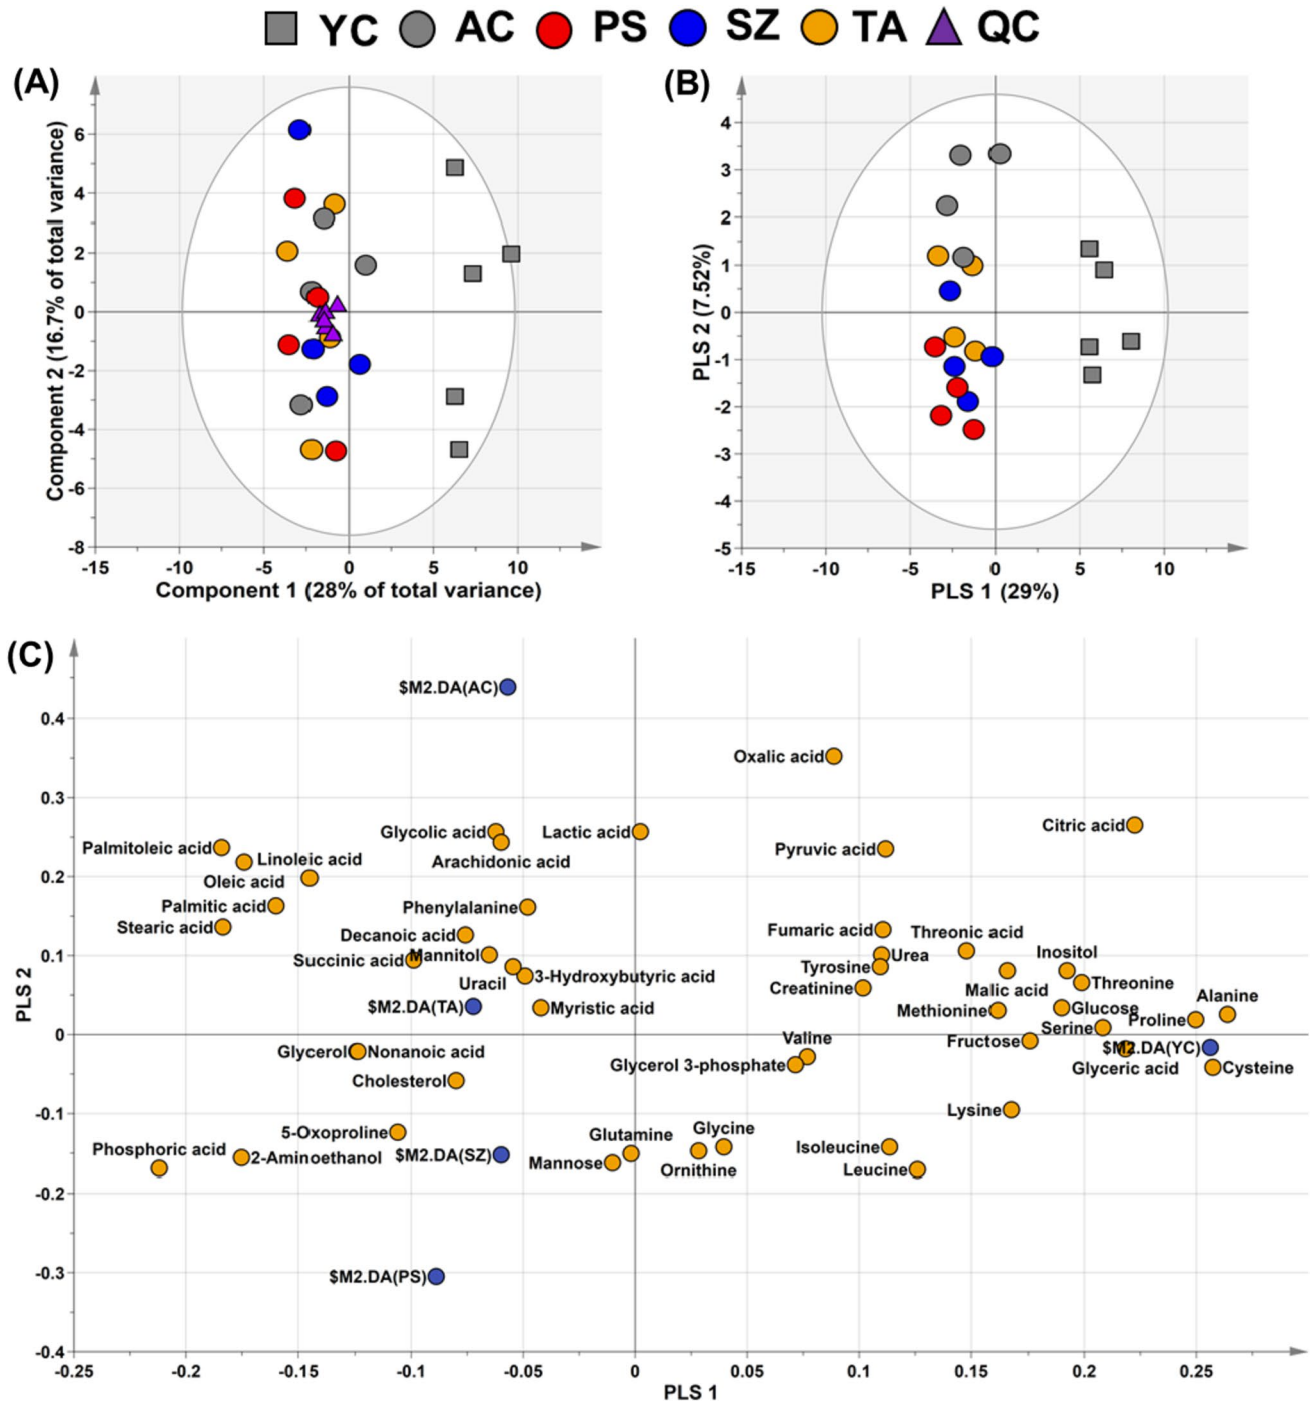 YC AC PS SZ TA QC
(A)
Component 2 (16.7% of total variance)
6
4
2
0
-2
-4
-6
-8
-15 -10 -5 0 5 10
Component 1 (28% of total variance)
(B)
PLS 2 (7.52%)
4
3
2
1
0
-1
-2
-3
-4
-5
-15 -10 -5 0 5 10
PLS 1 (29%)
(C)
PLS 2
0.4
0.3
0.2
0.1
0
-0.1
-0.2
-0.3
-0.4
$M2.DA(AC)
Oxalic acid
Citric acid
Glycolic acid
Lactic acid
Palmitoleic acid
Pyruvic acid
Linoleic acid
Arachidonic acid
Oleic acid
Palmitic acid
Phenylalanine
Stearic acid
Fumaric acid
Threonic acid
Decanoic acid
Mannitol
Urea
Inositol
Succinic acid
Tyrosine
3-Hydroxybutyric acid
Uracil
Threonine
Creatinine
Malic acid
Alanine
$M2.DA(TA)
Myristic acid
Methionine
Glucose
Proline
Serine
Valine
Fructose
$M2.DA(YC)
Glycerol
Nonanoic acid
Glycerol 3-phosphate
Glyceric acid
Cysteine
Cholesterol
Lysine
5-Oxoproline
Glutamine
Glycine
Phosphoric acid
2-Aminoethanol
$M2.DA(SZ)
Mannose
Ornithine
Isoleucine
Leucine
$M2.DA(PS)
-0.25 -0.2 -0.15 -0.1 -0.05 0 0.05 0.1 0.15 0.2 0.25
PLS 1